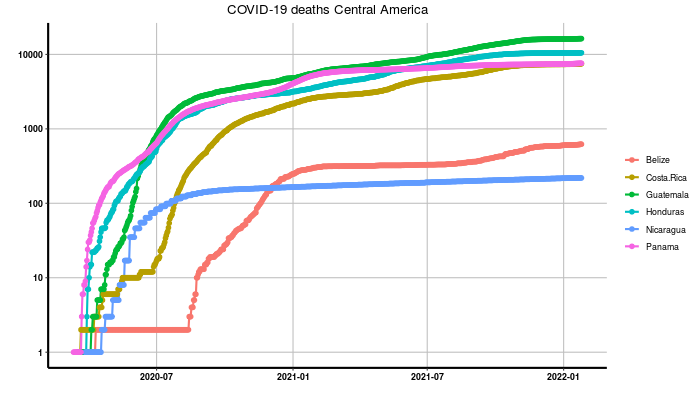 COVID-19 deaths Central America
10000
1000
100
10
1
2020-07 2021-01 2021-07 2022-01
Belize
Costa.Rica
Guatemala
Honduras
Nicaragua
Panama